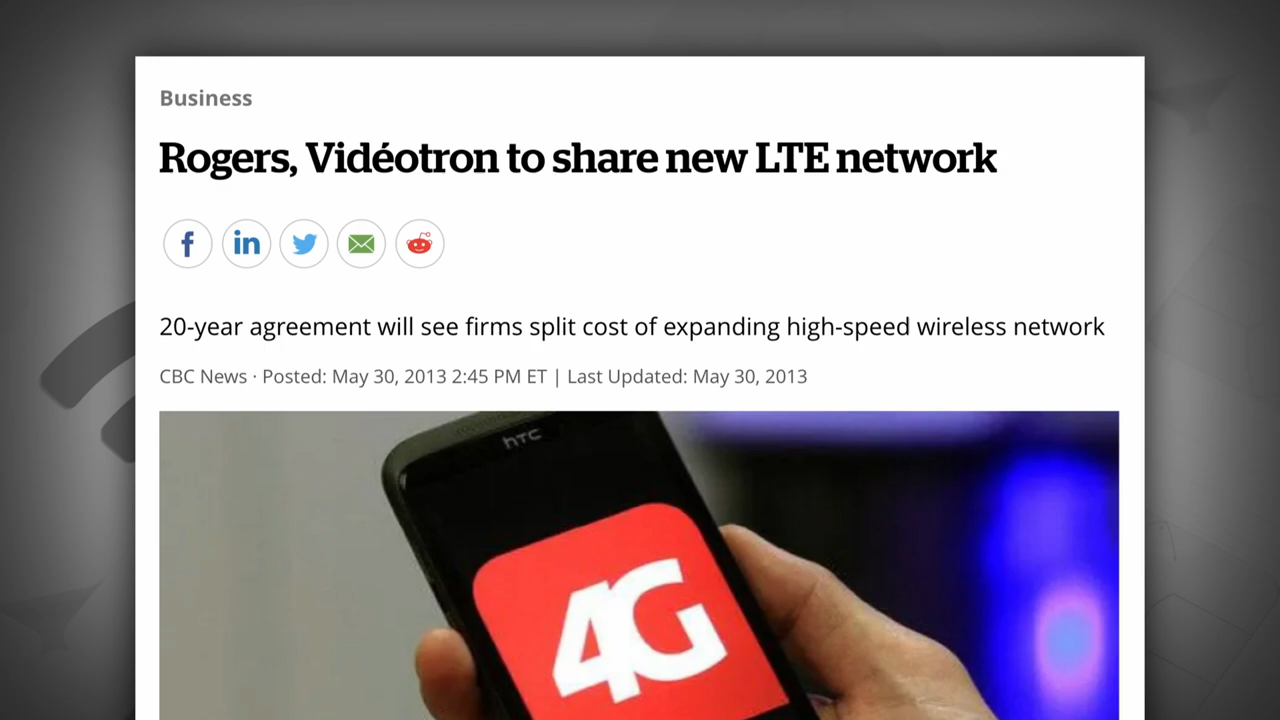 Business
Rogers, Vidéotron to share new LTE network
20-year agreement will see firms split cost of expanding high-speed wireless network
CBC News · Posted: May 30, 2013 2:45 PM ET | Last Updated: May 30, 2013
hTC
4G